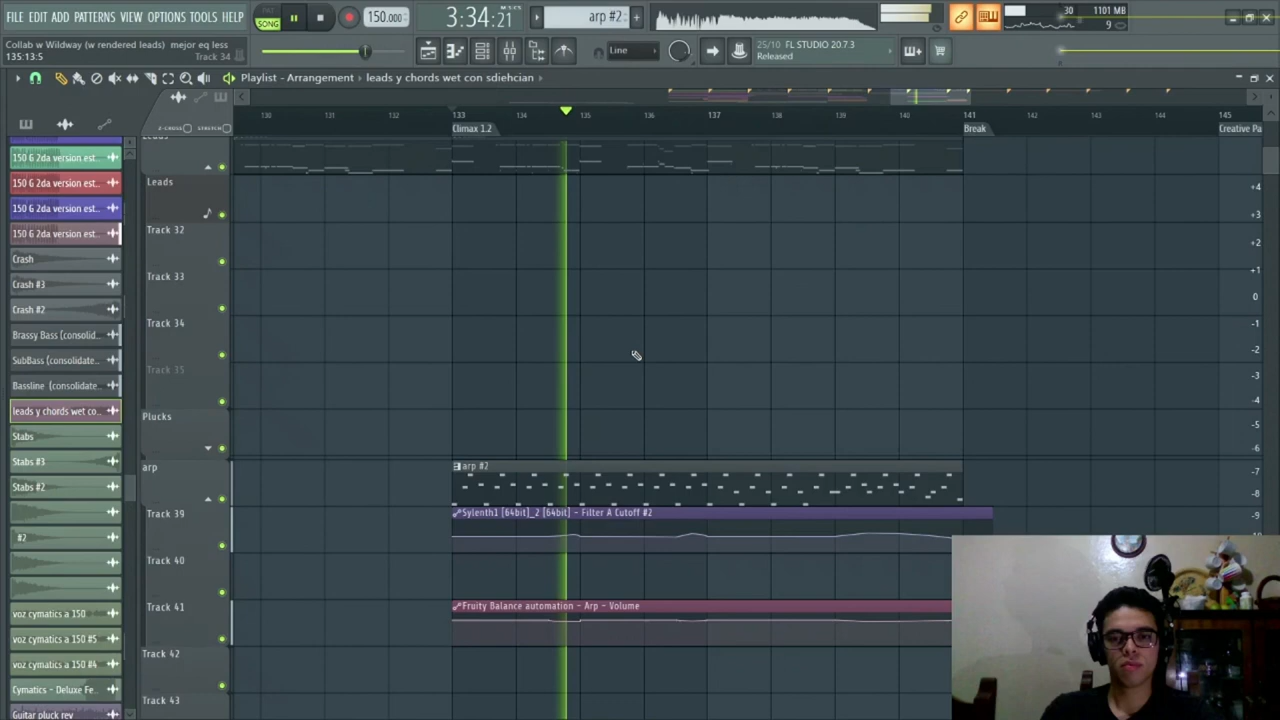 FILE EDIT ADD PATTERNS VIEW OPTIONS TOOLS HELP
SONG
150.000
3:34:21
arp #2
30
1101 MB
9
Collab w Wildway (w rendered leads) mejor eq less
135:13:5
Track 34
Line
25/10 FL STUDIO 20.7.3
Released
Playlist - Arrangement › leads y chords wet con sdiehcian
Z-CROSS
STRETCH
130
131
132
133
134
135
136
137
138
139
140
141
145
Climax 1.2
Break
Creative Pa
150 G 2da version est..
150 G 2da version est..
150 G 2da version est..
150 G 2da version est..
Crash
Crash #3
Crash #2
Brassy Bass (consolid..
SubBass (consolidate..
Bassline (consolidate..
leads y chords wet co..
Stabs
Stabs #3
Stabs #2
#2
voz cymatics a 150
voz cymatics a 150 #5
voz cymatics a 150 #4
Cymatics - Deluxe Fe..
Guitar pluck rev
Leads
Track 32
Track 33
Track 34
Track 35
Plucks
arp
Track 39
Track 40
Track 41
Track 42
Track 43
arp #2
Sylenth1 [64bit]_2 [64bit] - Filter A Cutoff #2
Fruity Balance automation - Arp - Volume
+4
+3
+2
+1
0
-1
-2
-3
-4
-5
-6
-7
-8
-9